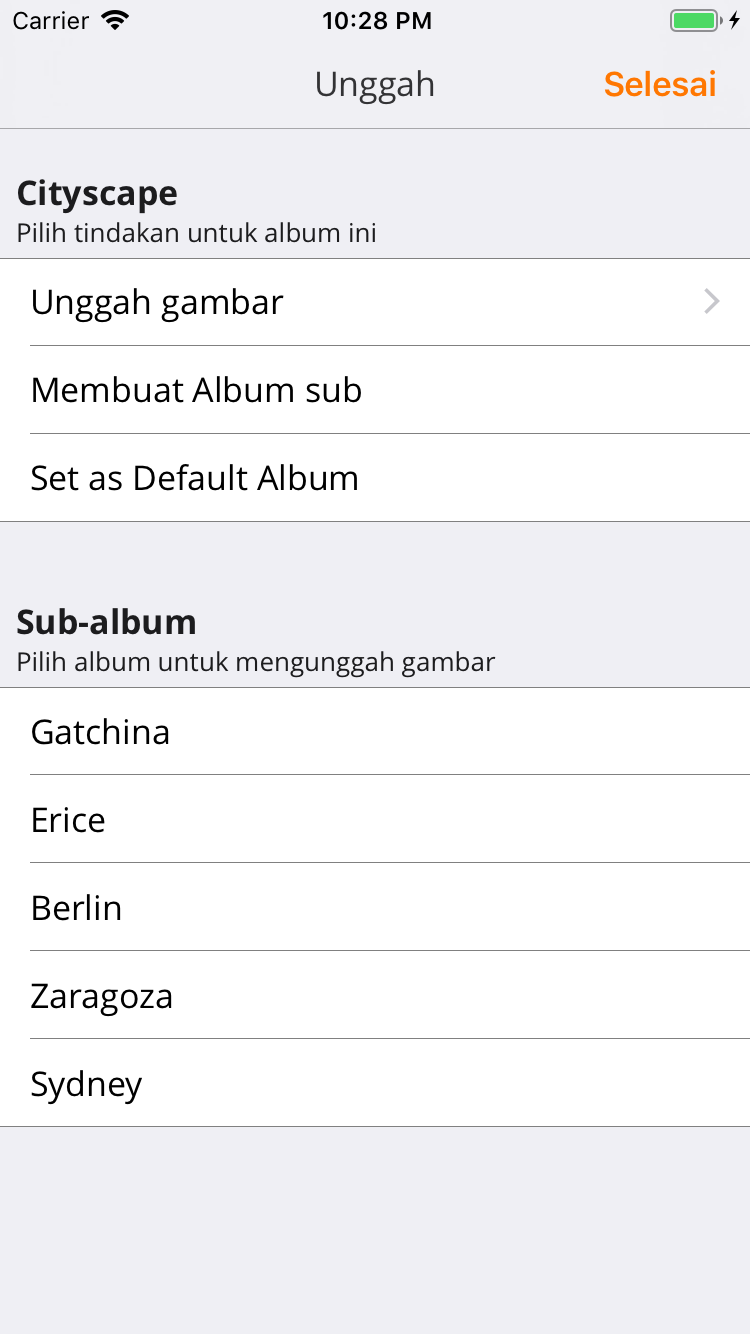 Carrier 10:28 PM
Unggah Selesai
Cityscape
Pilih tindakan untuk album ini
Unggah gambar
Membuat Album sub
Set as Default Album
Sub-album
Pilih album untuk mengunggah gambar
Gatchina
Erice
Berlin
Zaragoza
Sydney